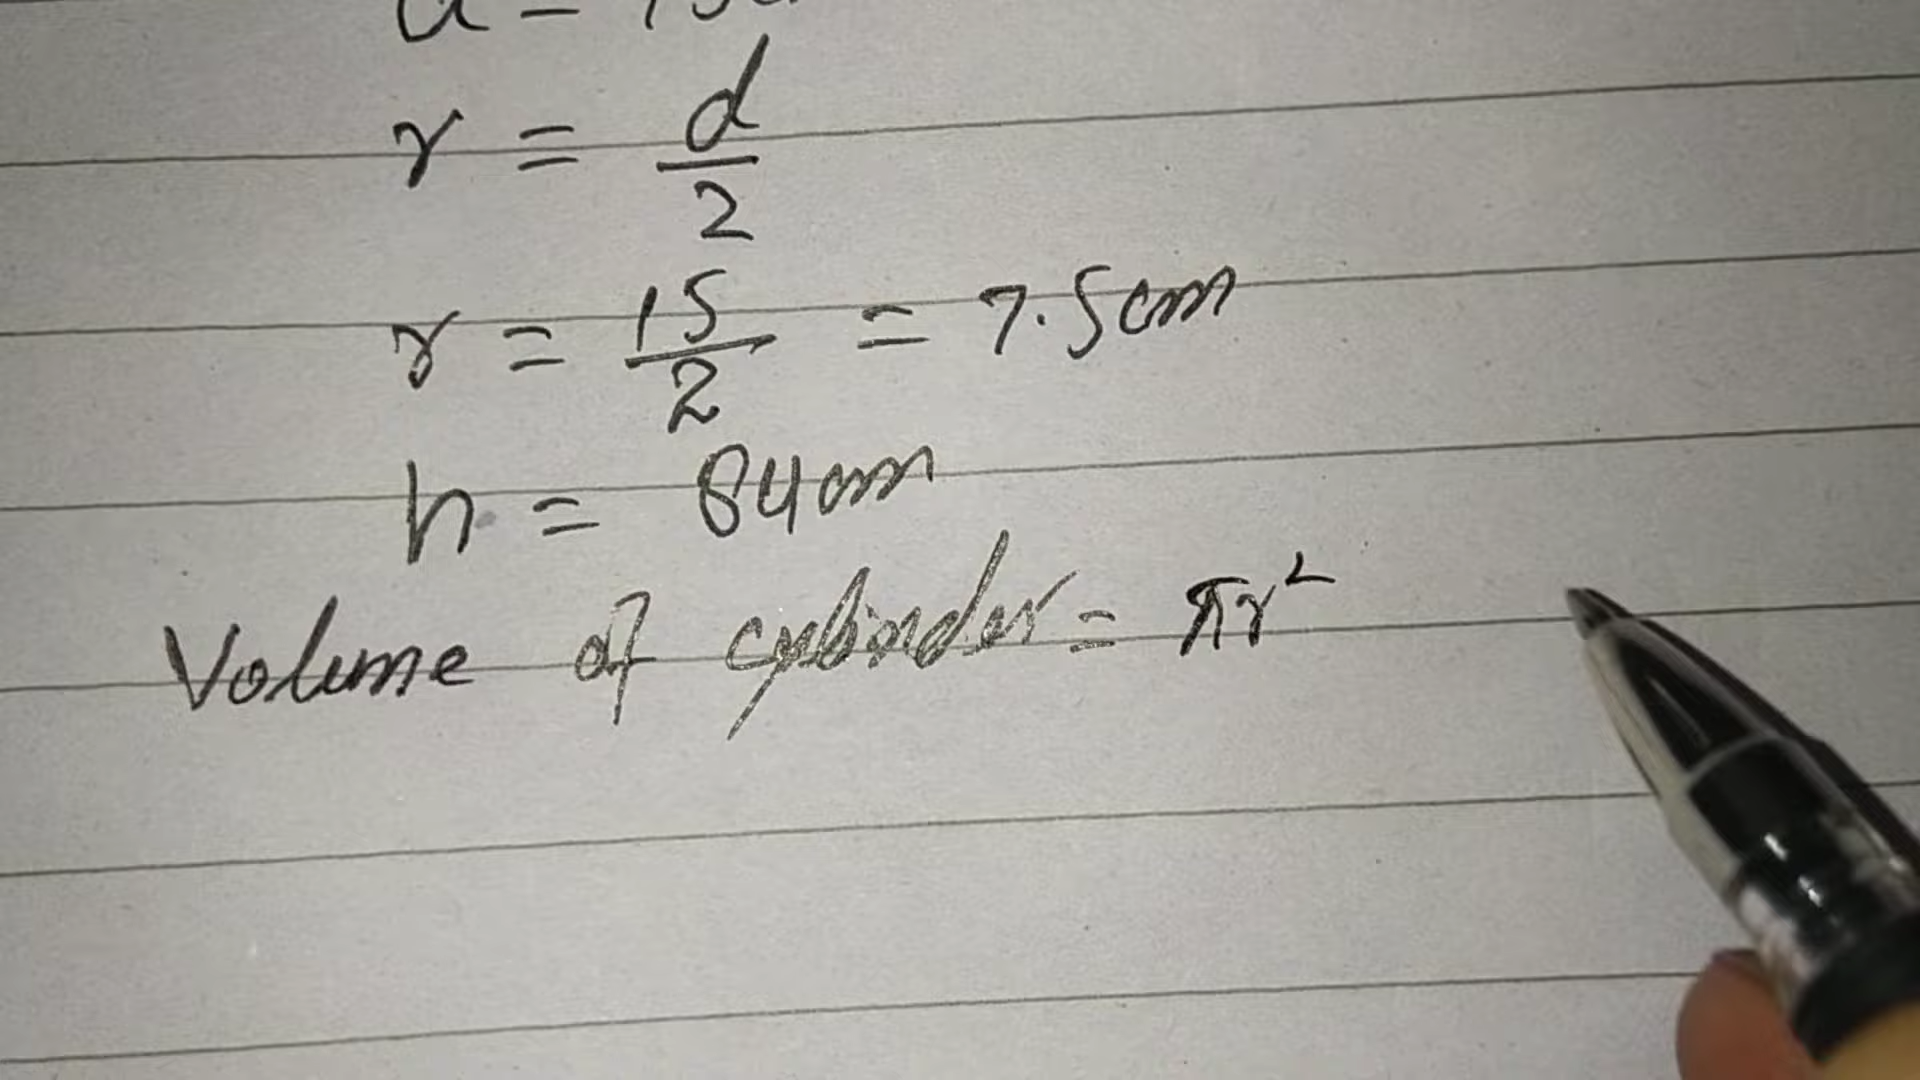 r = d/2
r = 15/2 = 7.5cm
h = 84cm
Volume of cylinder = πr²